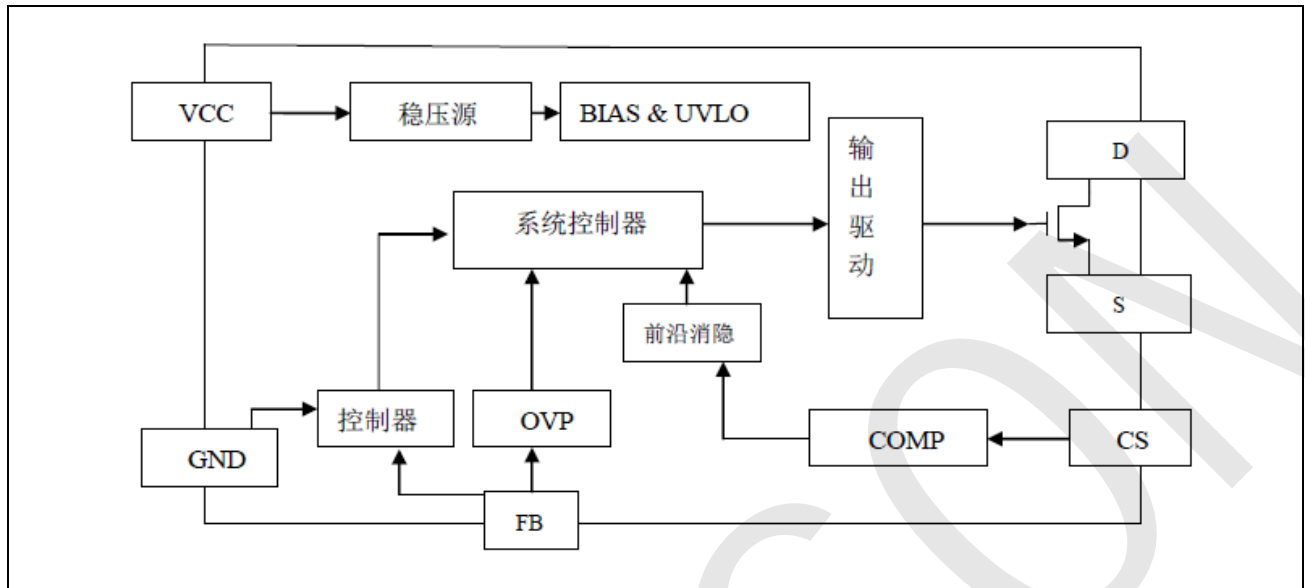 VCC
稳压源
BIAS & UVLO
输
出
驱
动
D
系统控制器
S
前沿消隐
控制器
OVP
COMP
CS
GND
FB